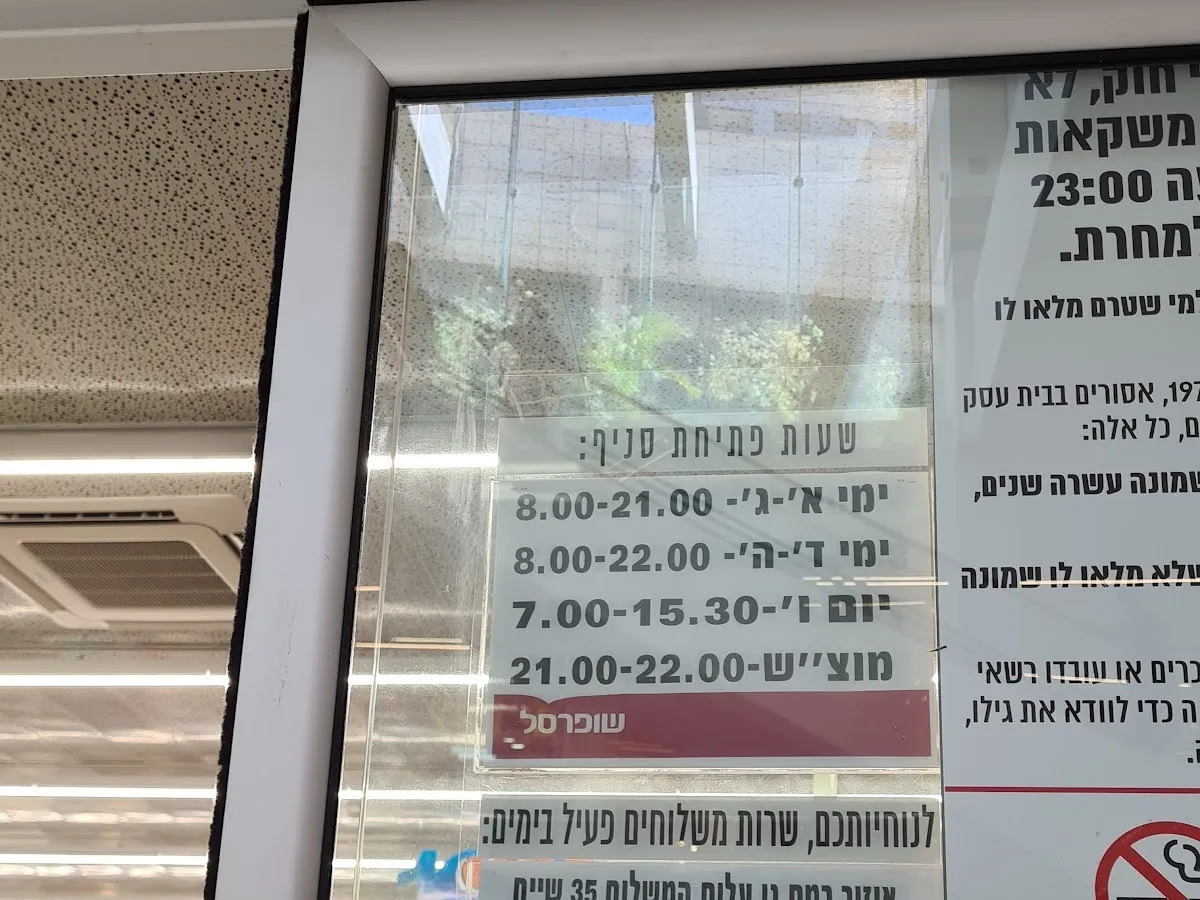 שעות פתיחת סניף:
ימי א'-ג'- 8.00-21.00
ימי ד'-ה'- 8.00-22.00
יום ו'-7.00-15.30
מוצ''ש-21.00-22.00
שופרסל
לנוחיותכם, שרות משלוחים פעיל בימים:
המשלוח 35
חוק, לא
משקאות
23:00
למחרת.
למי שטרם מלאו לו
197, אסורים בבית עסק
ם, כל אלה:
שמונה עשרה שנים,
שלא מלאו לו שמונה
או עובדו רשאי
ה כדי לוודא את גילו,